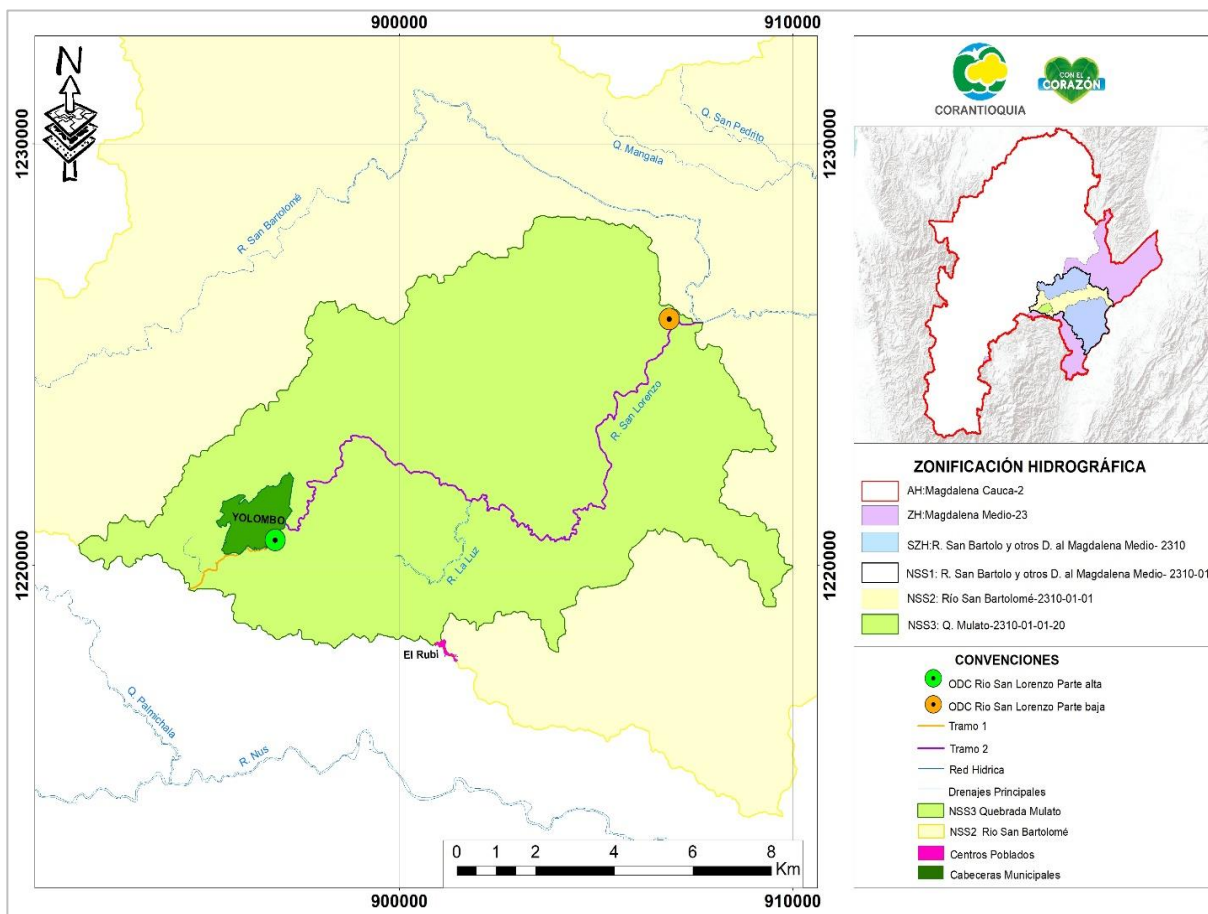 900000
910000
N
1230000
1230000
Q. San Pedrito
Q. Mangala
R. San Bartolomé
R. San Lorenzo
YOLOMBO
R. La Luz
1220000
1220000
El Rubi
Q. Palmichala
R. Nus
0 1 2 4 6 8
Km
900000
910000
CORANTIOQUIA
CON EL
CORAZÓN
ZONIFICACIÓN HIDROGRÁFICA
AH:Magdalena Cauca-2
ZH:Magdalena Medio-23
SZH:R. San Bartolo y otros D. al Magdalena Medio- 2310
NSS1: R. San Bartolo y otros D. al Magdalena Medio- 2310-01
NSS2: Río San Bartolomé-2310-01-01
NSS3: Q. Mulato-2310-01-01-20
CONVENCIONES
ODC Rio San Lorenzo Parte alta
ODC Rio San Lorenzo Parte baja
Tramo 1
Tramo 2
Red Hidrica
Drenajes Principales
NSS3 Quebrada Mulato
NSS2 Rio San Bartolomé
Centros Poblados
Cabeceras Municipales